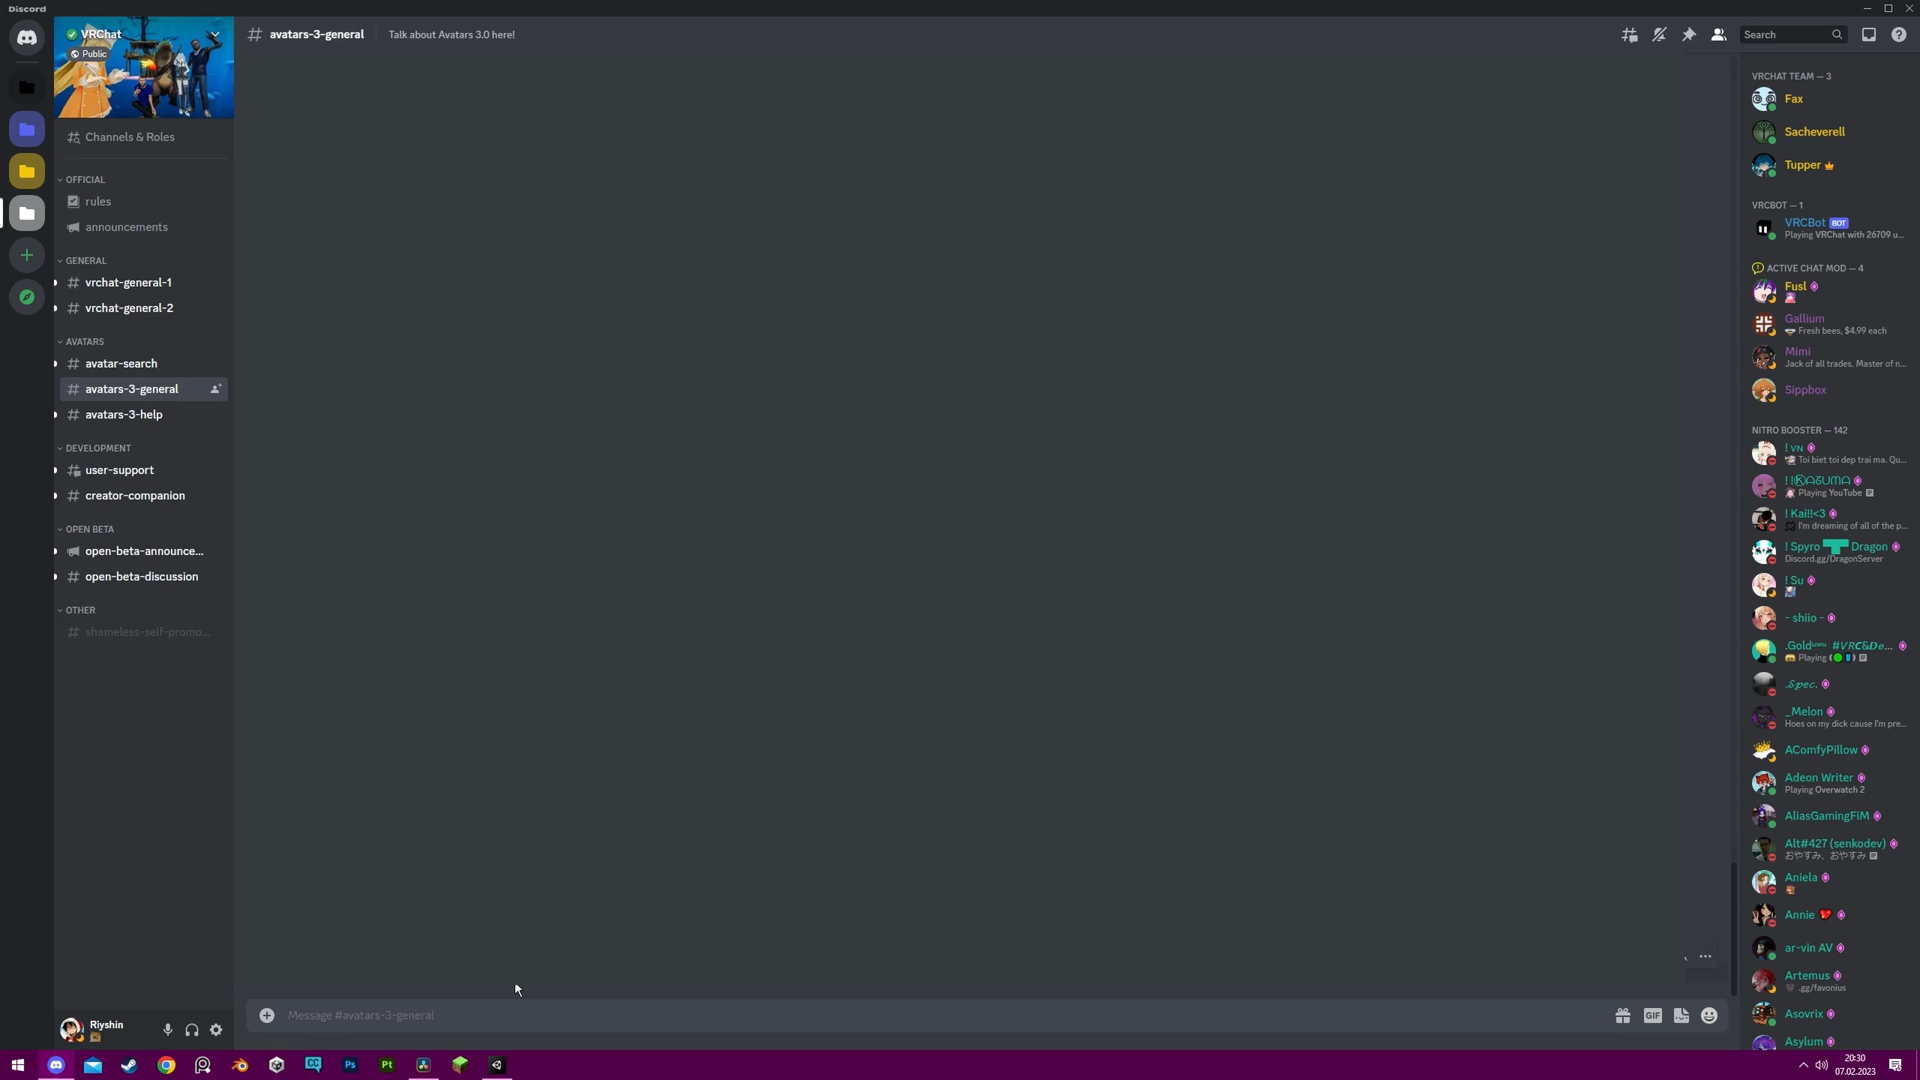 Discord
VRChat
Public
Channels & Roles
OFFICIAL
rules
announcements
GENERAL
vrchat-general-1
vrchat-general-2
AVATARS
avatar-search
avatars-3-general
avatars-3-help
DEVELOPMENT
user-support
creator-companion
OPEN BETA
open-beta-announce...
open-beta-discussion
OTHER
shameless-self-promo...
Riyshin
avatars-3-general
Talk about Avatars 3.0 here!
Search
Message #avatars-3-general
GIF
VRCHAT TEAM — 3
Fax
Sacheverell
Tupper
VRCBOT — 1
VRCBot BOT
Playing VRChat with 26709 u...
ACTIVE CHAT MOD — 4
Fusl
Gallium
Fresh bees, $4.99 each
Mimi
Jack of all trades. Master of n...
Sippbox
NITRO BOOSTER — 142
! VN
Toi biet toi dep trai ma. Qu...
Playing YouTube
! Kai!!<3
I'm dreaming of all of the p...
! Spyro Dragon
Discord.gg/DragonServer
! Su
- shiio -
.Goldᵘʷᵘ #VRC&De...
Playing
.Spec.
_Melon
Hoes on my dick cause I'm pre...
AComfyPillow
Adeon Writer
Playing Overwatch 2
AliasGamingFiM
Alt#427 (senkodev)
おやすみ、おやすみ
Aniela
Annie
ar-vin AV
Artemus
.gg/favonius
Asovrix
Asylum
CC
Ps
Pt
20:30
07.02.2023